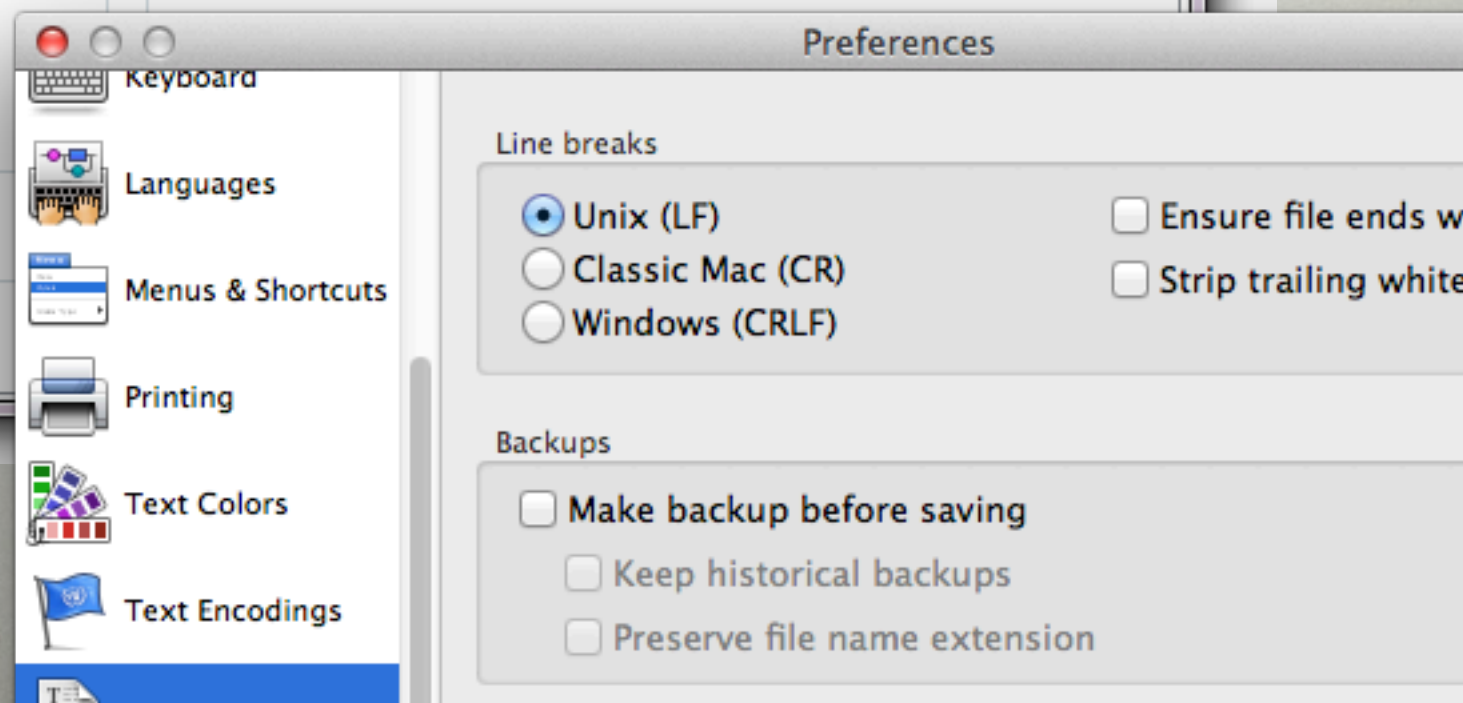 Preferences
Keyboard
Languages
Menus & Shortcuts
Printing
Text Colors
Text Encodings
Line breaks
Unix (LF)
Classic Mac (CR)
Windows (CRLF)
Ensure file ends w
Strip trailing white
Backups
Make backup before saving
Keep historical backups
Preserve file name extension